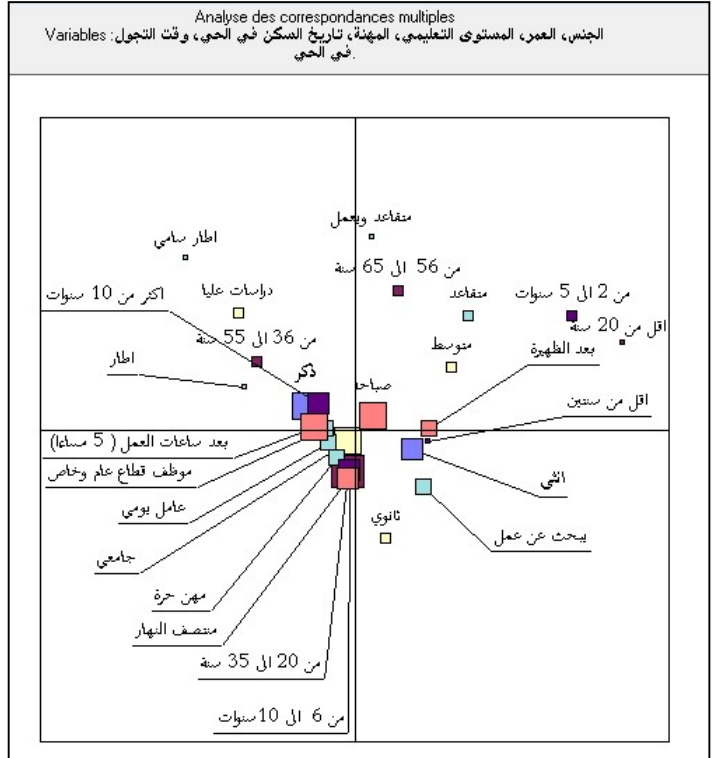 Analyse des correspondances multiples
Variables :الجنس، العمر، المستوى التعليمي، المهنة، تاريخ السكن في الحي، وقت التجول
في الحي.
متقاعد ويعمل
اطار سامي
من 56 الى 65 سنة
دراسات عليا
متقاعد
من 2 الى 5 سنوات
اكثر من 10 سنوات
اقل من 20 سنة
من 36 الى 55 سنة
متوسط
بعد الظهيرة
اطار
ذكر
صباحا
اقل من سنتين
بعد ساعات العمل ( 5 مساءا)
موظف قطاع عام وخاص
انثى
عامل يومي
ثانوي
يبحث عن عمل
جامعي
مهن حرة
منتصف النهار
من 20 الى 35 سنة
من 6 الى 10سنوات